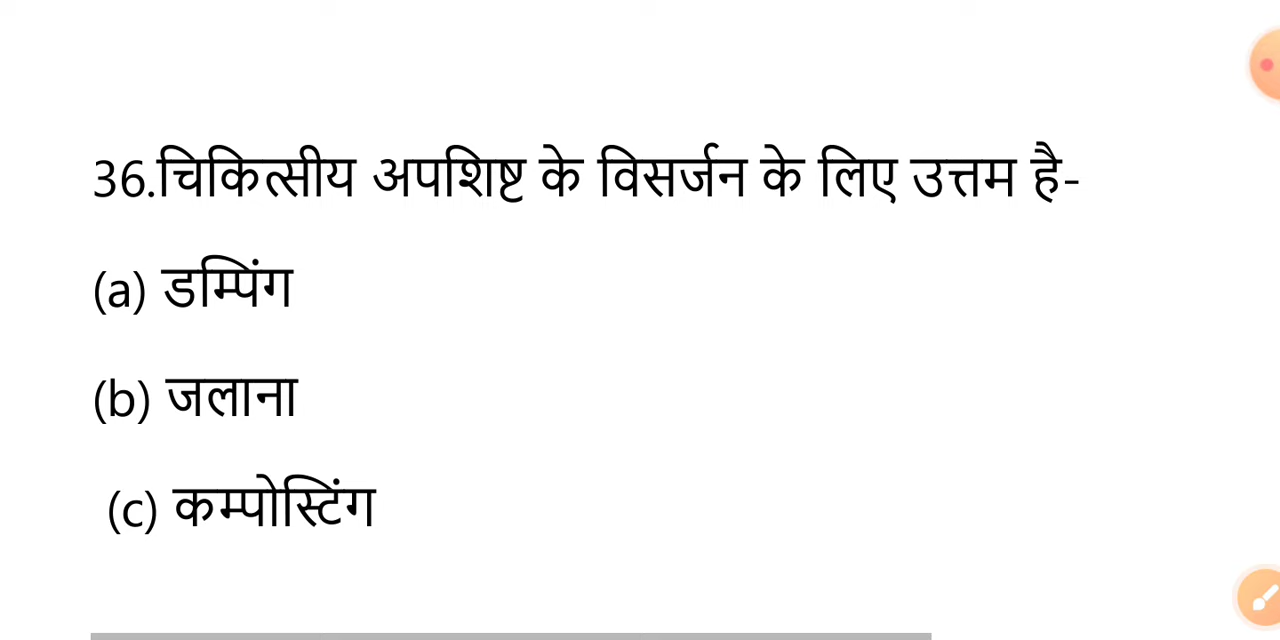 36.चिकित्सीय अपशिष्ट के विसर्जन के लिए उत्तम है-
(a) डम्पिंग
(b) जलाना
(c) कम्पोस्टिंग